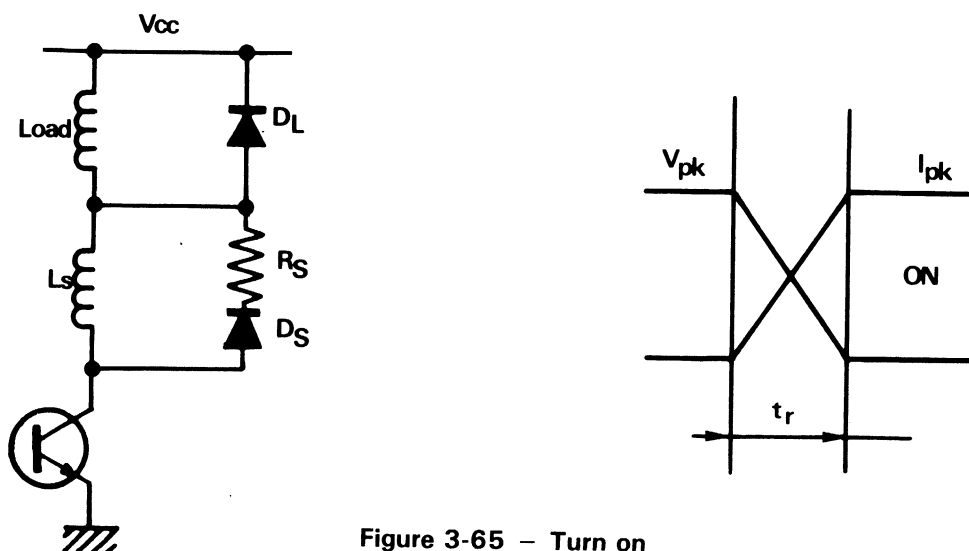 Vcc
Load
DL
Ls
RS
DS
Vpk
Ipk
ON
tr
Figure 3-65 – Turn on